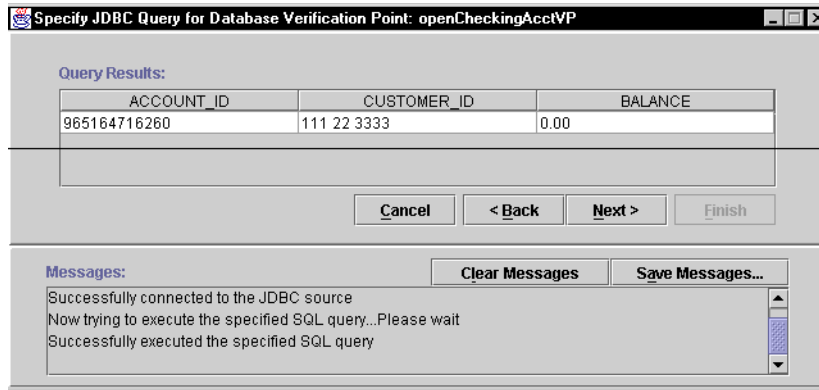 Specify JDBC Query for Database Verification Point: openCheckingAcctVP
Query Results:
ACCOUNT_ID CUSTOMER_ID BALANCE
965164716260 111 22 3333 0.00
Cancel < Back Next > Finish
Messages: Clear Messages Save Messages...
Successfully connected to the JDBC source
Now trying to execute the specified SQL query...Please wait
Successfully executed the specified SQL query